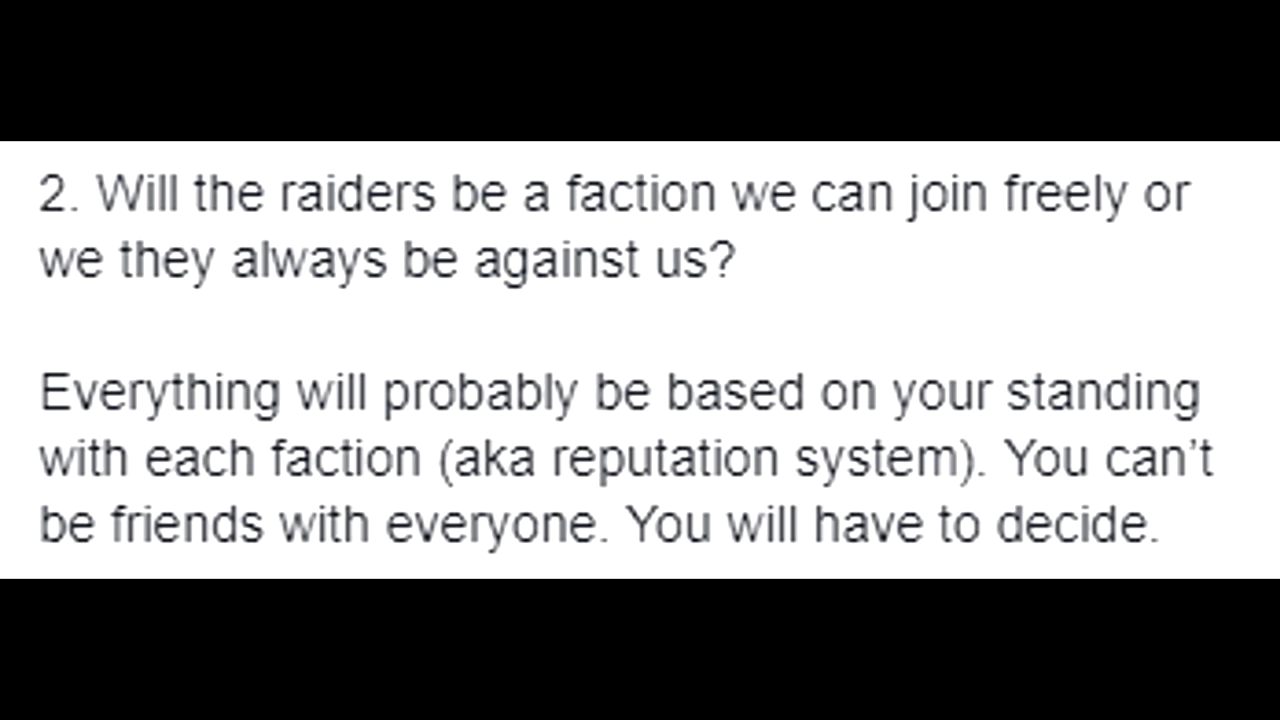 2. Will the raiders be a faction we can join freely or
we they always be against us?
Everything will probably be based on your standing
with each faction (aka reputation system). You can’t
be friends with everyone. You will have to decide.